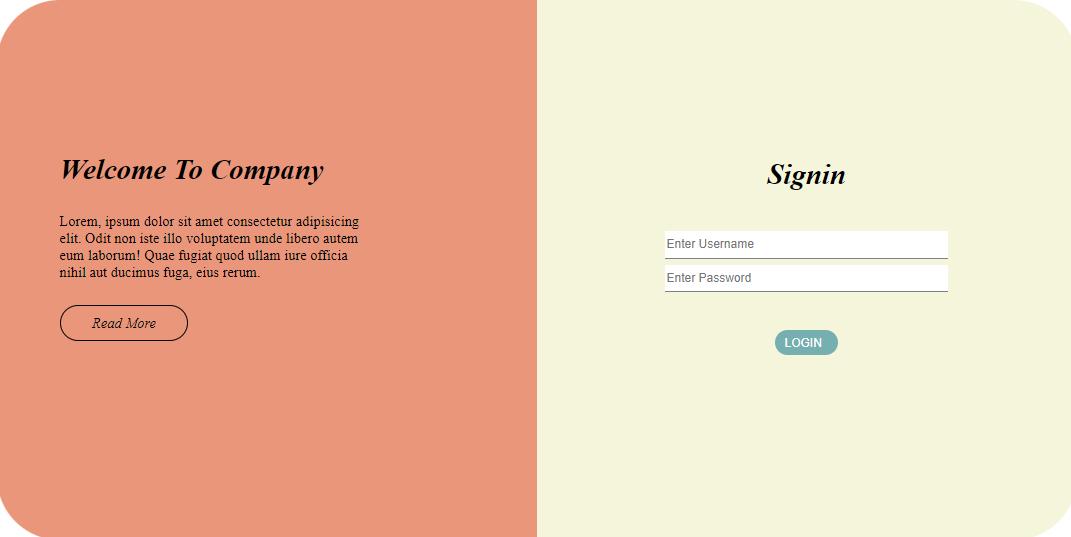 Welcome To Company
Lorem, ipsum dolor sit amet consectetur adipisicing
elit. Odit non iste illo voluptatem unde libero autem
eum laborum! Quae fugiat quod ullam iure officia
nihil aut ducimus fuga, eius rerum.
Read More
Signin
Enter Username
Enter Password
LOGIN